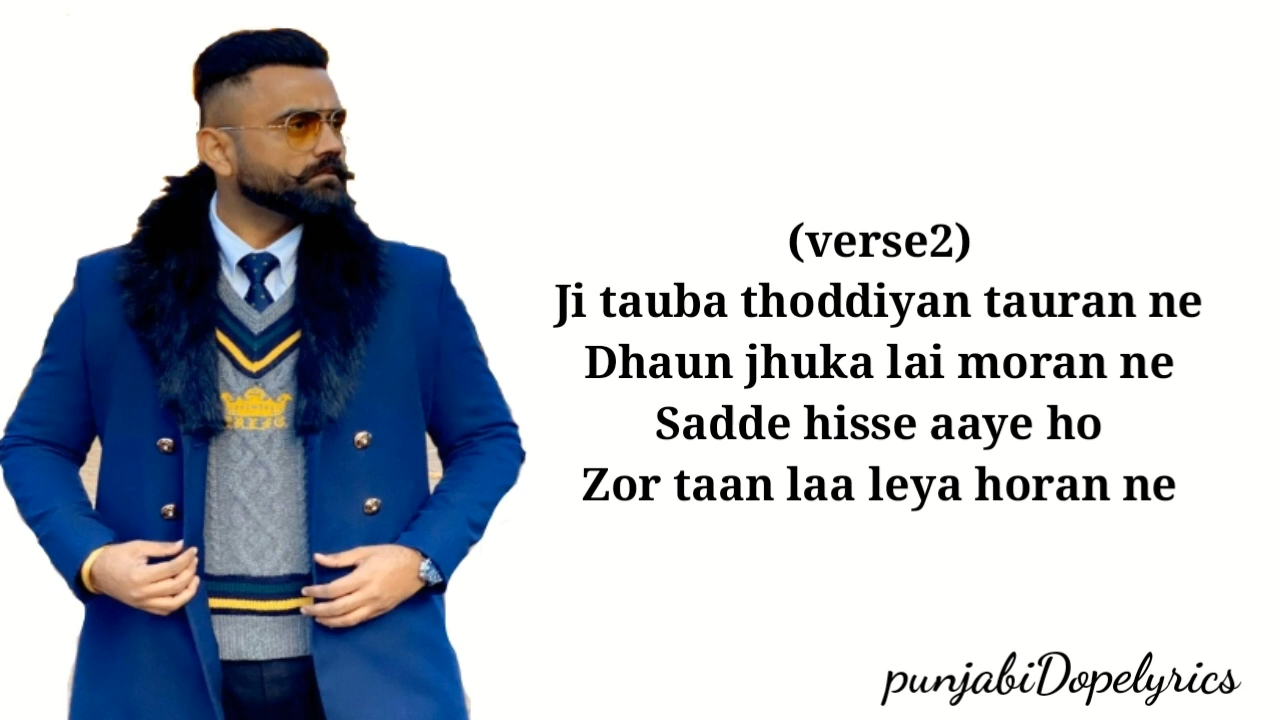 (verse2)
Ji tauba thoddiyan tauran ne
Dhaun jhuka lai moran ne
Sadde hisse aaye ho
Zor taan laa leya horan ne
punjabiDopelyrics